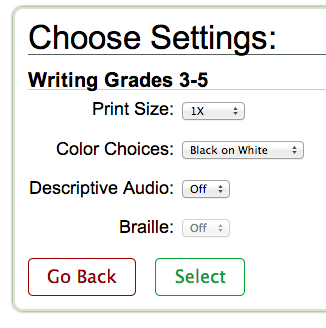 Choose Settings:
Writing Grades 3-5
Print Size: 1X
Color Choices: Black on White
Descriptive Audio: Off
Braille: Off
Go Back Select